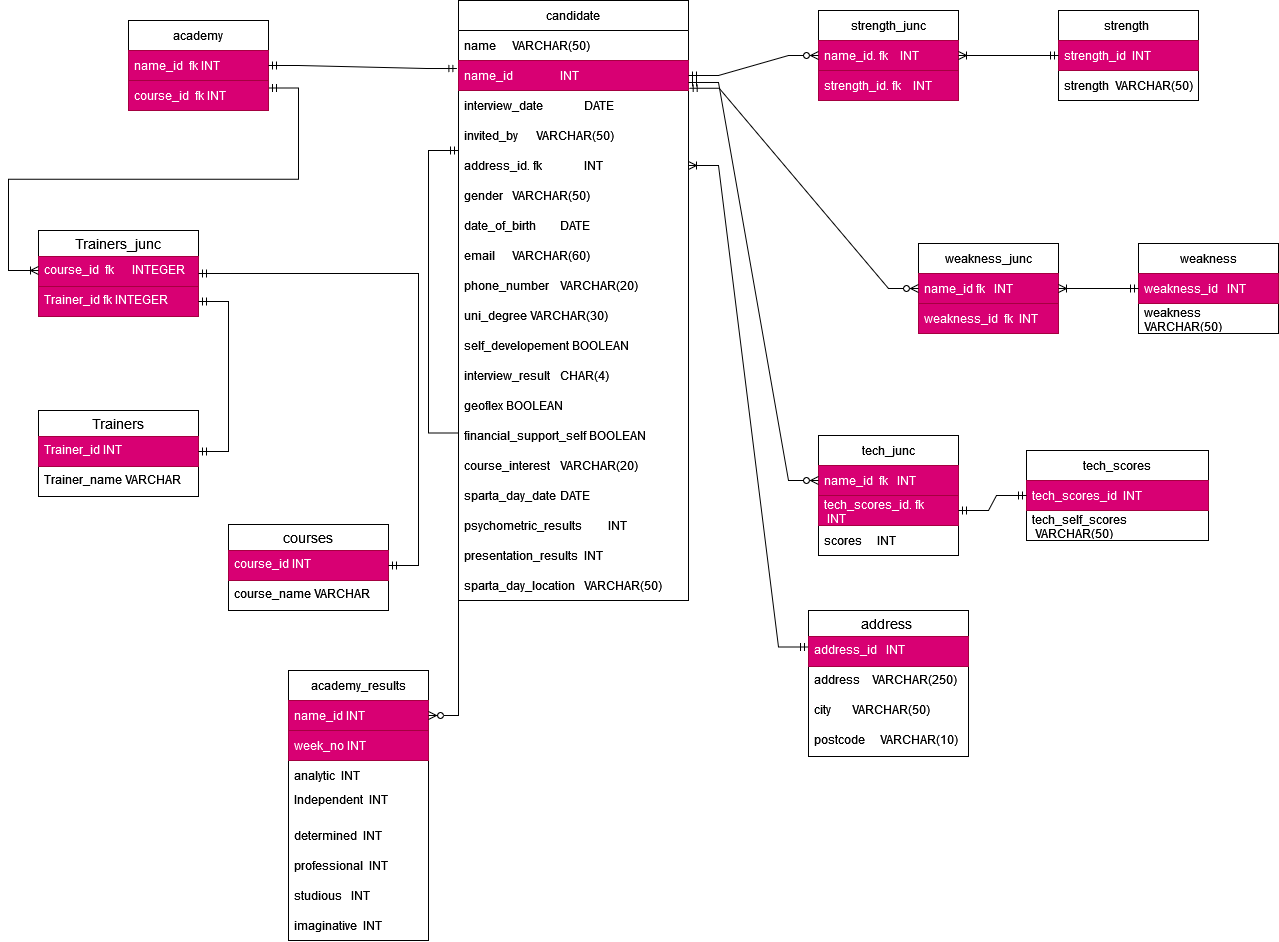 academy
name_id fk INT
course_id fk INT
candidate
name VARCHAR(50)
name_id INT
interview_date DATE
invited_by VARCHAR(50)
address_id. fk INT
gender VARCHAR(50)
date_of_birth DATE
email VARCHAR(60)
phone_number VARCHAR(20)
uni_degree VARCHAR(30)
self_developement BOOLEAN
interview_result CHAR(4)
geoflex BOOLEAN
financial_support_self BOOLEAN
course_interest VARCHAR(20)
sparta_day_date DATE
psychometric_results INT
presentation_results INT
sparta_day_location VARCHAR(50)
strength_junc
name_id. fk INT
strength_id. fk INT
strength
strength_id INT
strength VARCHAR(50)
Trainers_junc
course_id fk INTEGER
Trainer_id fk INTEGER
weakness_junc
name_id fk INT
weakness_id fk INT
weakness
weakness_id INT
weakness
VARCHAR(50)
Trainers
Trainer_id INT
Trainer_name VARCHAR
tech_junc
name_id fk INT
tech_scores_id. fk
INT
scores INT
tech_scores
tech_scores_id INT
tech_self_scores
VARCHAR(50)
courses
course_id INT
course_name VARCHAR
address
address_id INT
address VARCHAR(250)
city VARCHAR(50)
postcode VARCHAR(10)
academy_results
name_id INT
week_no INT
analytic INT
Independent INT
determined INT
professional INT
studious INT
imaginative INT